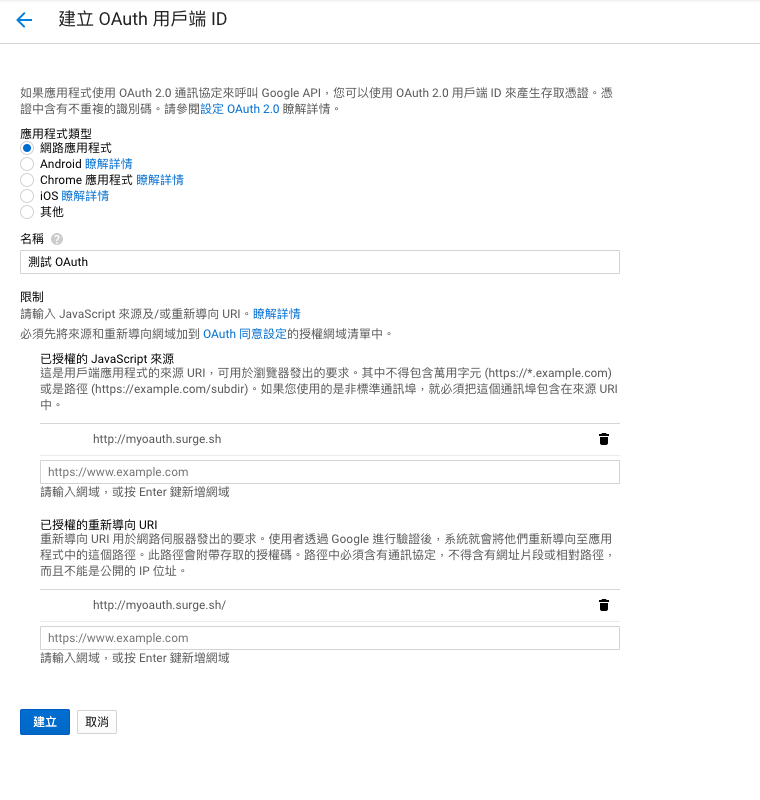 建立 OAuth 用戶端 ID
如果應用程式使用 OAuth 2.0 通訊協定來呼叫 Google API，您可以使用 OAuth 2.0 用戶端 ID 來產生存取憑證。憑
證中含有不重複的識別碼。請參閱設定 OAuth 2.0 瞭解詳情。
應用程式類型
網路應用程式
Android 瞭解詳情
Chrome 應用程式 瞭解詳情
iOS 瞭解詳情
其他
名稱 ?
測試 OAuth
限制
請輸入 JavaScript 來源及/或重新導向 URI。瞭解詳情
必須先將來源和重新導向網域加到 OAuth 同意設定的授權網域清單中。
已授權的 JavaScript 來源
這是用戶端應用程式的來源 URI，可用於瀏覽器發出的要求。其中不得包含萬用字元 (https://*.example.com)
或是路徑 (https://example.com/subdir)。如果您使用的是非標準通訊埠，就必須把這個通訊埠包含在來源 URI
中。
http://myoauth.surge.sh
https://www.example.com
請輸入網域，或按 Enter 鍵新增網域
已授權的重新導向 URI
重新導向 URI 用於網路伺服器發出的要求。使用者透過 Google 進行驗證後，系統就會將他們重新導向至應用
程式中的這個路徑。此路徑會附帶存取的授權碼。路徑中必須含有通訊協定，不得含有網址片段或相對路徑，
而且不能是公開的 IP 位址。
http://myoauth.surge.sh/
https://www.example.com
請輸入網域，或按 Enter 鍵新增網域
建立 取消